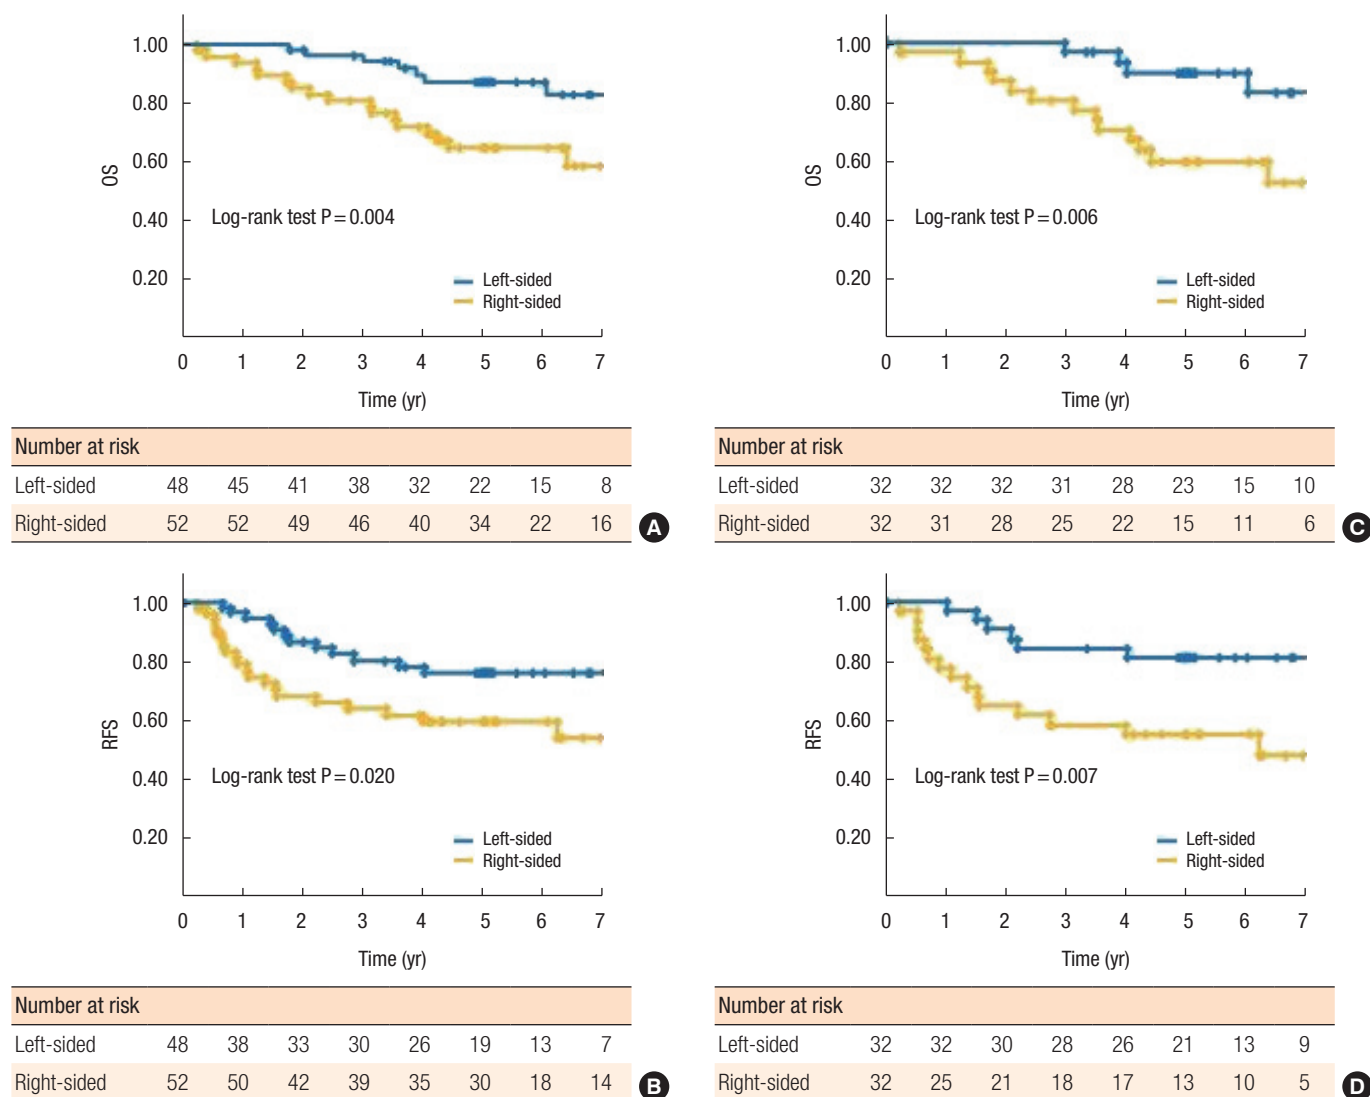 1.00
0.80
0.60
0.40
0.20
OS
Log-rank test P = 0.004
Left-sided
Right-sided
0 1 2 3 4 5 6 7
Time (yr)
Number at risk
Left-sided 48 45 41 38 32 22 15 8
Right-sided 52 52 49 46 40 34 22 16
A
1.00
0.80
0.60
0.40
0.20
OS
Log-rank test P = 0.006
Left-sided
Right-sided
0 1 2 3 4 5 6 7
Time (yr)
Number at risk
Left-sided 32 32 32 31 28 23 15 10
Right-sided 32 31 28 25 22 15 11 6
C
1.00
0.80
0.60
0.40
0.20
RFS
Log-rank test P = 0.020
Left-sided
Right-sided
0 1 2 3 4 5 6 7
Time (yr)
Number at risk
Left-sided 48 38 33 30 26 19 13 7
Right-sided 52 50 42 39 35 30 18 14
B
1.00
0.80
0.60
0.40
0.20
RFS
Log-rank test P = 0.007
Left-sided
Right-sided
0 1 2 3 4 5 6 7
Time (yr)
Number at risk
Left-sided 32 32 30 28 26 21 13 9
Right-sided 32 25 21 18 17 13 10 5
D